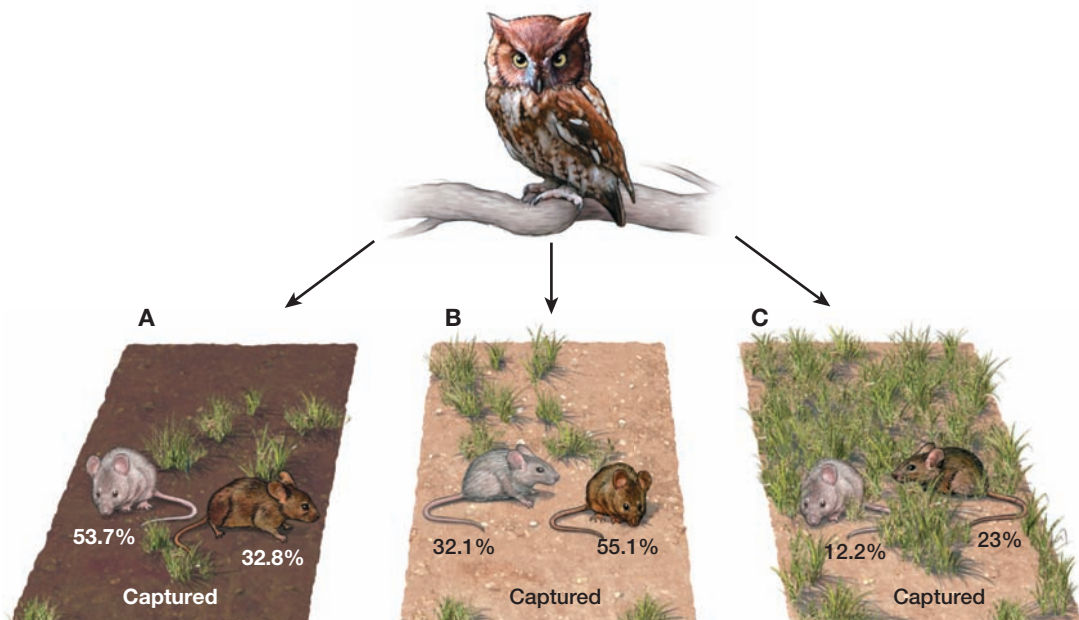 A
B
C
53.7%
32.8%
Captured
32.1%
55.1%
Captured
12.2%
23%
Captured